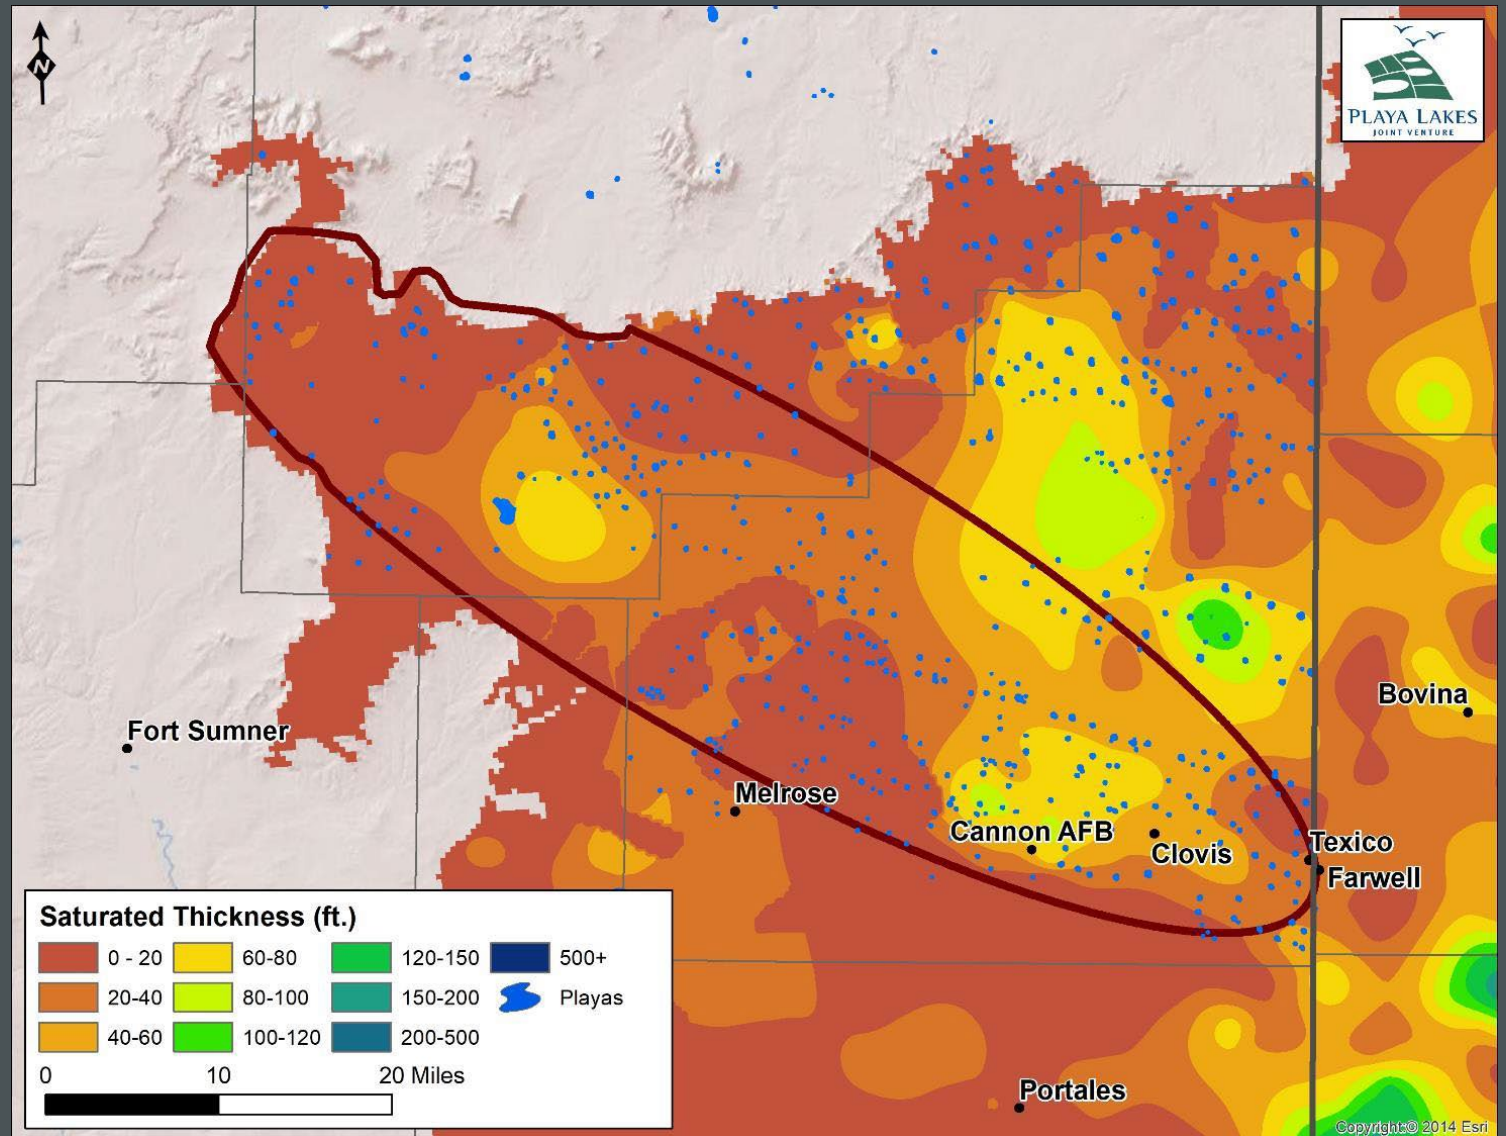 N
PLAYA LAKES
JOINT VENTURE
Bovina
Fort Sumner
Melrose
Cannon AFB
Clovis
Texico
Farwell
Saturated Thickness (ft.)
0 - 20
60-80
120-150
500+
20-40
80-100
150-200
Playas
40-60
100-120
200-500
0
10
20 Miles
Portales
Copyright:© 2014 Esri